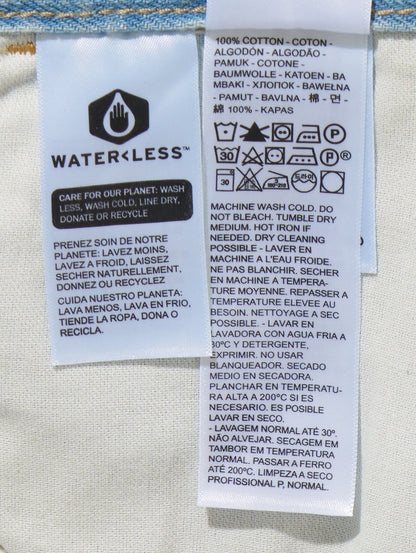 WATER<LESS™
CARE FOR OUR PLANET: WASH
LESS, WASH COLD, LINE DRY,
DONATE OR RECYCLE
PRENEZ SOIN DE NOTRE
PLANETE: LAVEZ MOINS,
LAVEZ A FROID, LAISSEZ
SECHER NATURELLEMENT,
DONNEZ OU RECYCLEZ
CUIDA NUESTRO PLANETA:
LAVA MENOS, LAVA EN FRIO,
TIENDE LA ROPA, DONA O
RECICLA.
100% COTTON - COTON -
ALGODÓN - ALGODÃO -
PAMUK - COTONE -
BAUMWOLLE - KATOEN - BA
MBAKI - ХЛОПОК - BAWEŁNA
- PAMUT - BAVLNA - 棉 - 면 -
綿 100% - KAPAS
P
30 P ®
30 드라이
180-210
MACHINE WASH COLD. DO
NOT BLEACH. TUMBLE DRY
MEDIUM. HOT IRON IF
NEEDED. DRY CLEANING
POSSIBLE - LAVER EN
MACHINE A L'EAU FROIDE.
NE PAS BLANCHIR. SECHER
EN MACHINE A TEMPERA-
TURE MOYENNE. REPASSER A
TEMPERATURE ELEVEE AU
BESOIN. NETTOYAGE A SEC
POSSIBLE. - LAVAR EN
LAVADORA CON AGUA FRIA A
30ºC Y DETERGENTE,
EXPRIMIR. NO USAR
BLANQUEADOR. SECADO
MEDIO EN SECADORA.
PLANCHAR EN TEMPERATU-
RA ALTA A 200°C SI ES
NECESARIO. ES POSIBLE
LAVAR EN SECO.
- LAVAGEM NORMAL ATÉ 30º.
NÃO ALVEJAR. SECAGEM EM
TAMBOR EM TEMPERATURA
NORMAL. PASSAR A FERRO
ATÉ 200°C. LIMPEZA A SECO
PROFISSIONAL P, NORMAL.